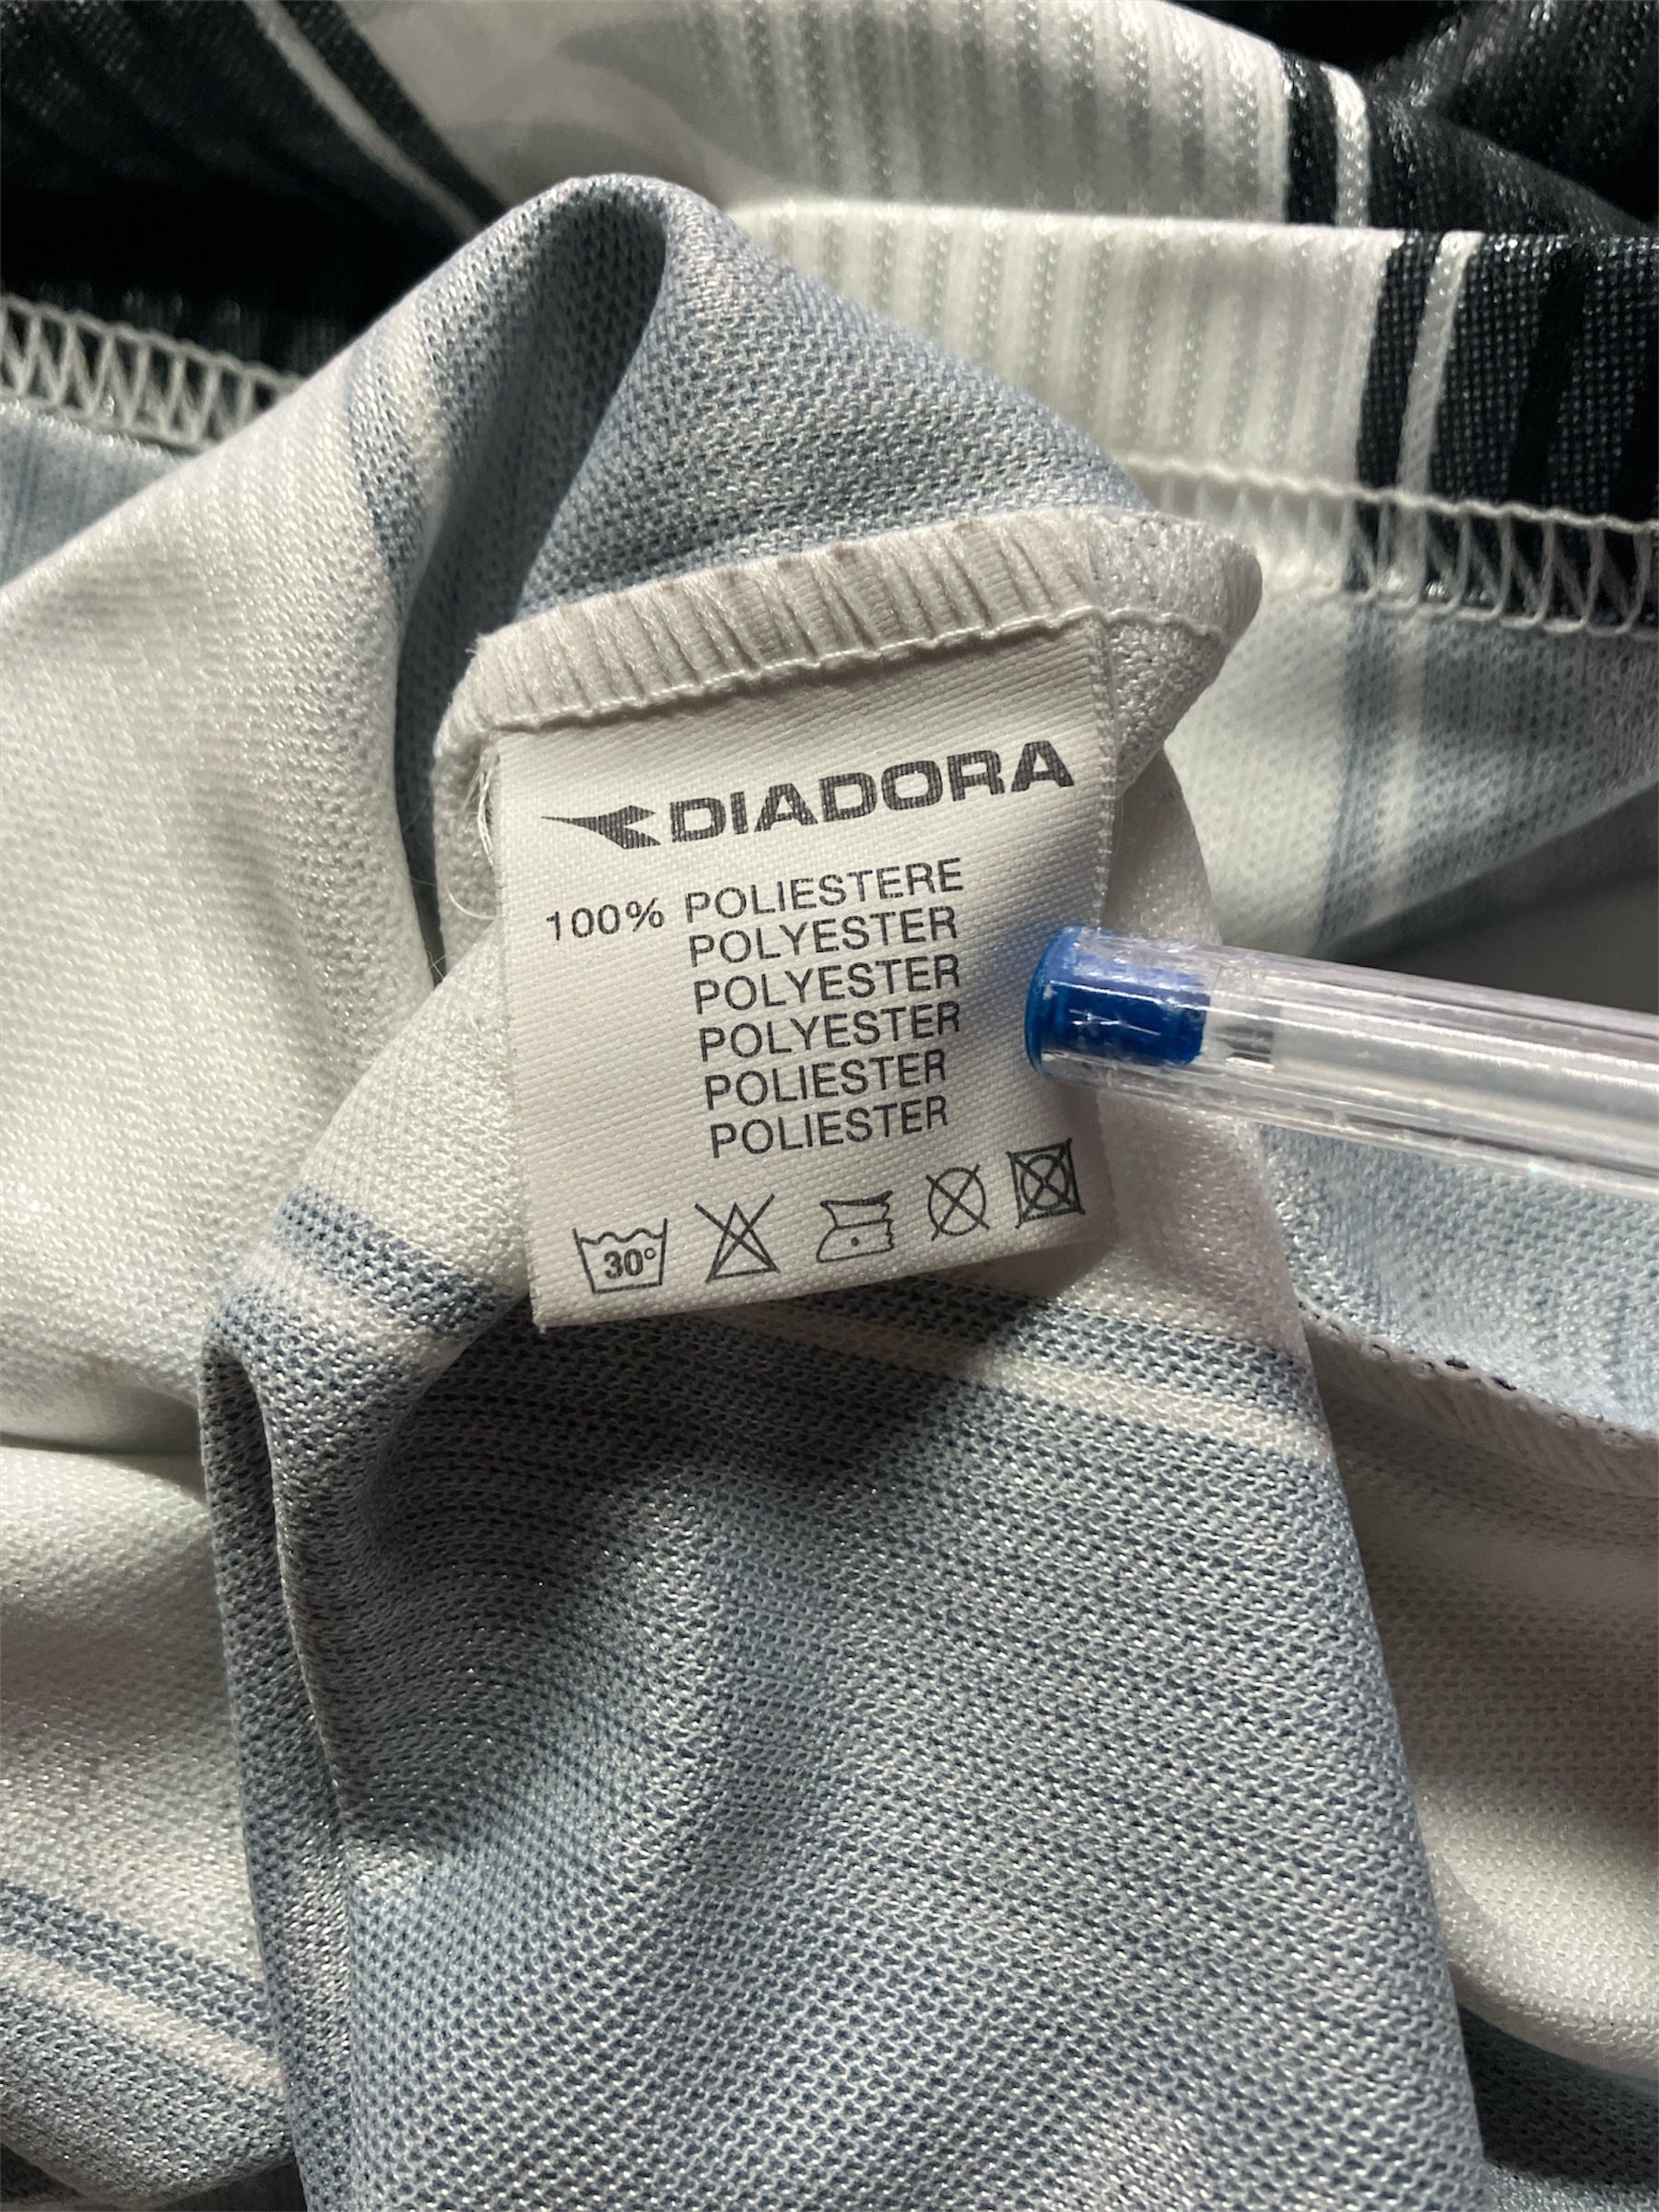 DIADORA
100% POLIESTERE
POLYESTER
POLYESTER
POLYESTER
POLIESTER
POLIESTER
30°